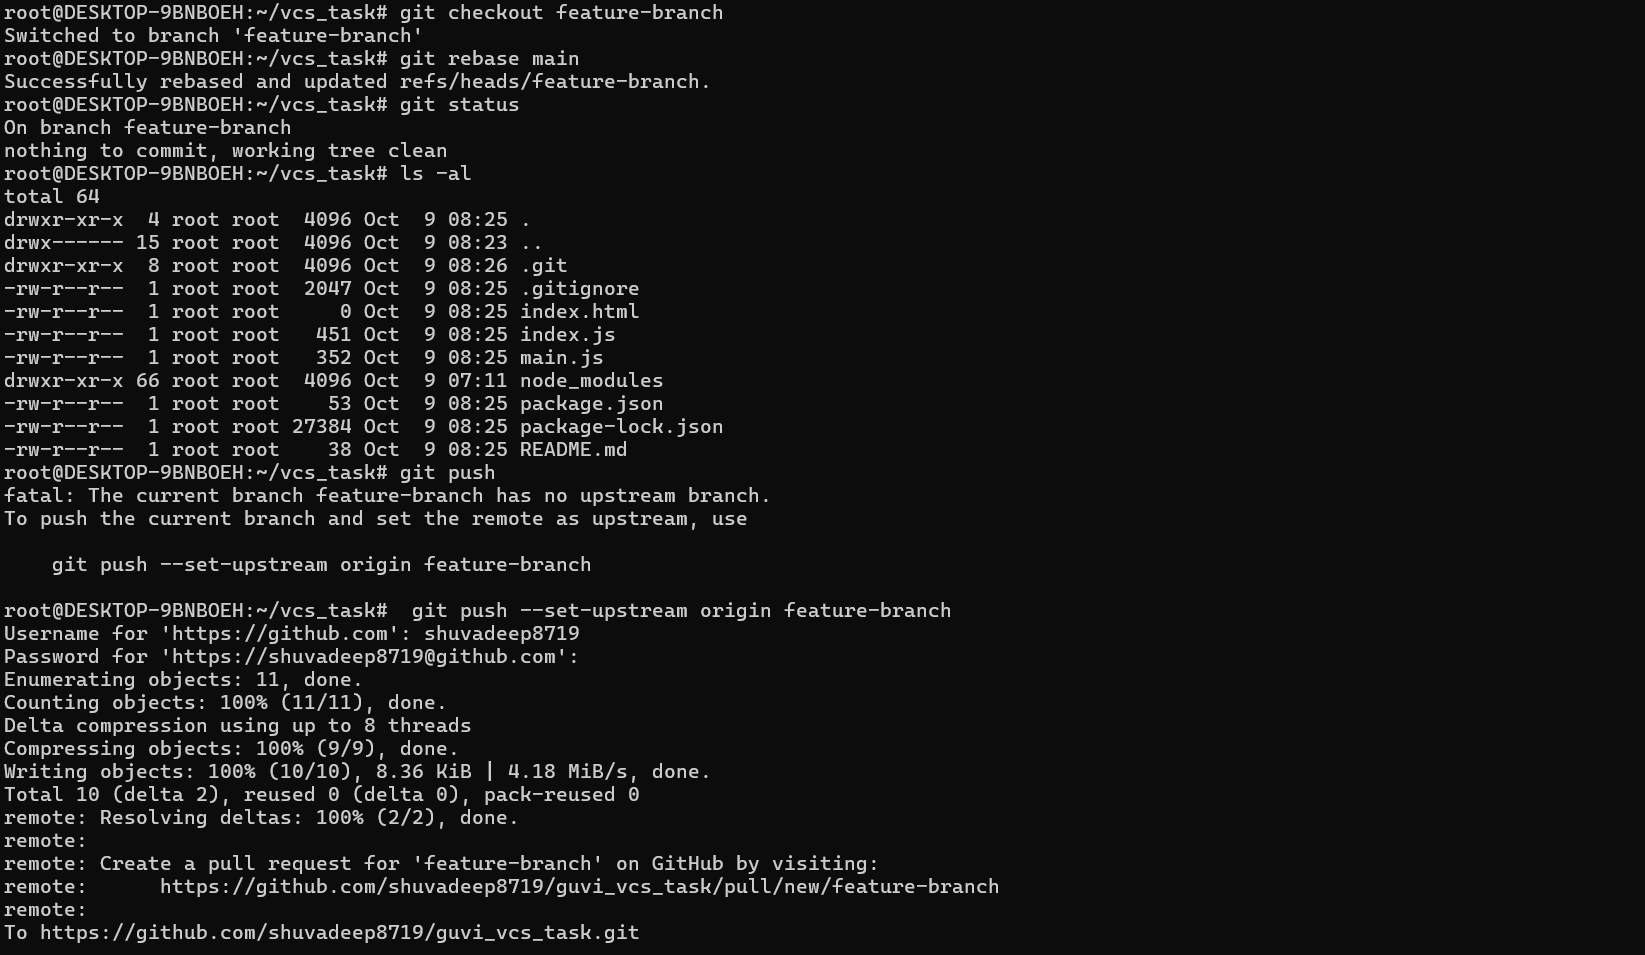 root@DESKTOP-9BNBOEH:~/vcs_task# git checkout feature-branch
Switched to branch 'feature-branch'
root@DESKTOP-9BNBOEH:~/vcs_task# git rebase main
Successfully rebased and updated refs/heads/feature-branch.
root@DESKTOP-9BNBOEH:~/vcs_task# git status
On branch feature-branch
nothing to commit, working tree clean
root@DESKTOP-9BNBOEH:~/vcs_task# ls -al
total 64
drwxr-xr-x  4 root root  4096 Oct  9 08:25 .
drwx------ 15 root root  4096 Oct  9 08:23 ..
drwxr-xr-x  8 root root  4096 Oct  9 08:26 .git
-rw-r--r--  1 root root  2047 Oct  9 08:25 .gitignore
-rw-r--r--  1 root root     0 Oct  9 08:25 index.html
-rw-r--r--  1 root root   451 Oct  9 08:25 index.js
-rw-r--r--  1 root root   352 Oct  9 08:25 main.js
drwxr-xr-x 66 root root  4096 Oct  9 07:11 node_modules
-rw-r--r--  1 root root    53 Oct  9 08:25 package.json
-rw-r--r--  1 root root 27384 Oct  9 08:25 package-lock.json
-rw-r--r--  1 root root    38 Oct  9 08:25 README.md
root@DESKTOP-9BNBOEH:~/vcs_task# git push
fatal: The current branch feature-branch has no upstream branch.
To push the current branch and set the remote as upstream, use
    git push --set-upstream origin feature-branch
root@DESKTOP-9BNBOEH:~/vcs_task#  git push --set-upstream origin feature-branch
Username for 'https://github.com': shuvadeep8719
Password for 'https://shuvadeep8719@github.com':
Enumerating objects: 11, done.
Counting objects: 100% (11/11), done.
Delta compression using up to 8 threads
Compressing objects: 100% (9/9), done.
Writing objects: 100% (10/10), 8.36 KiB | 4.18 MiB/s, done.
Total 10 (delta 2), reused 0 (delta 0), pack-reused 0
remote: Resolving deltas: 100% (2/2), done.
remote:
remote: Create a pull request for 'feature-branch' on GitHub by visiting:
remote:      https://github.com/shuvadeep8719/guvi_vcs_task/pull/new/feature-branch
remote:
To https://github.com/shuvadeep8719/guvi_vcs_task.git